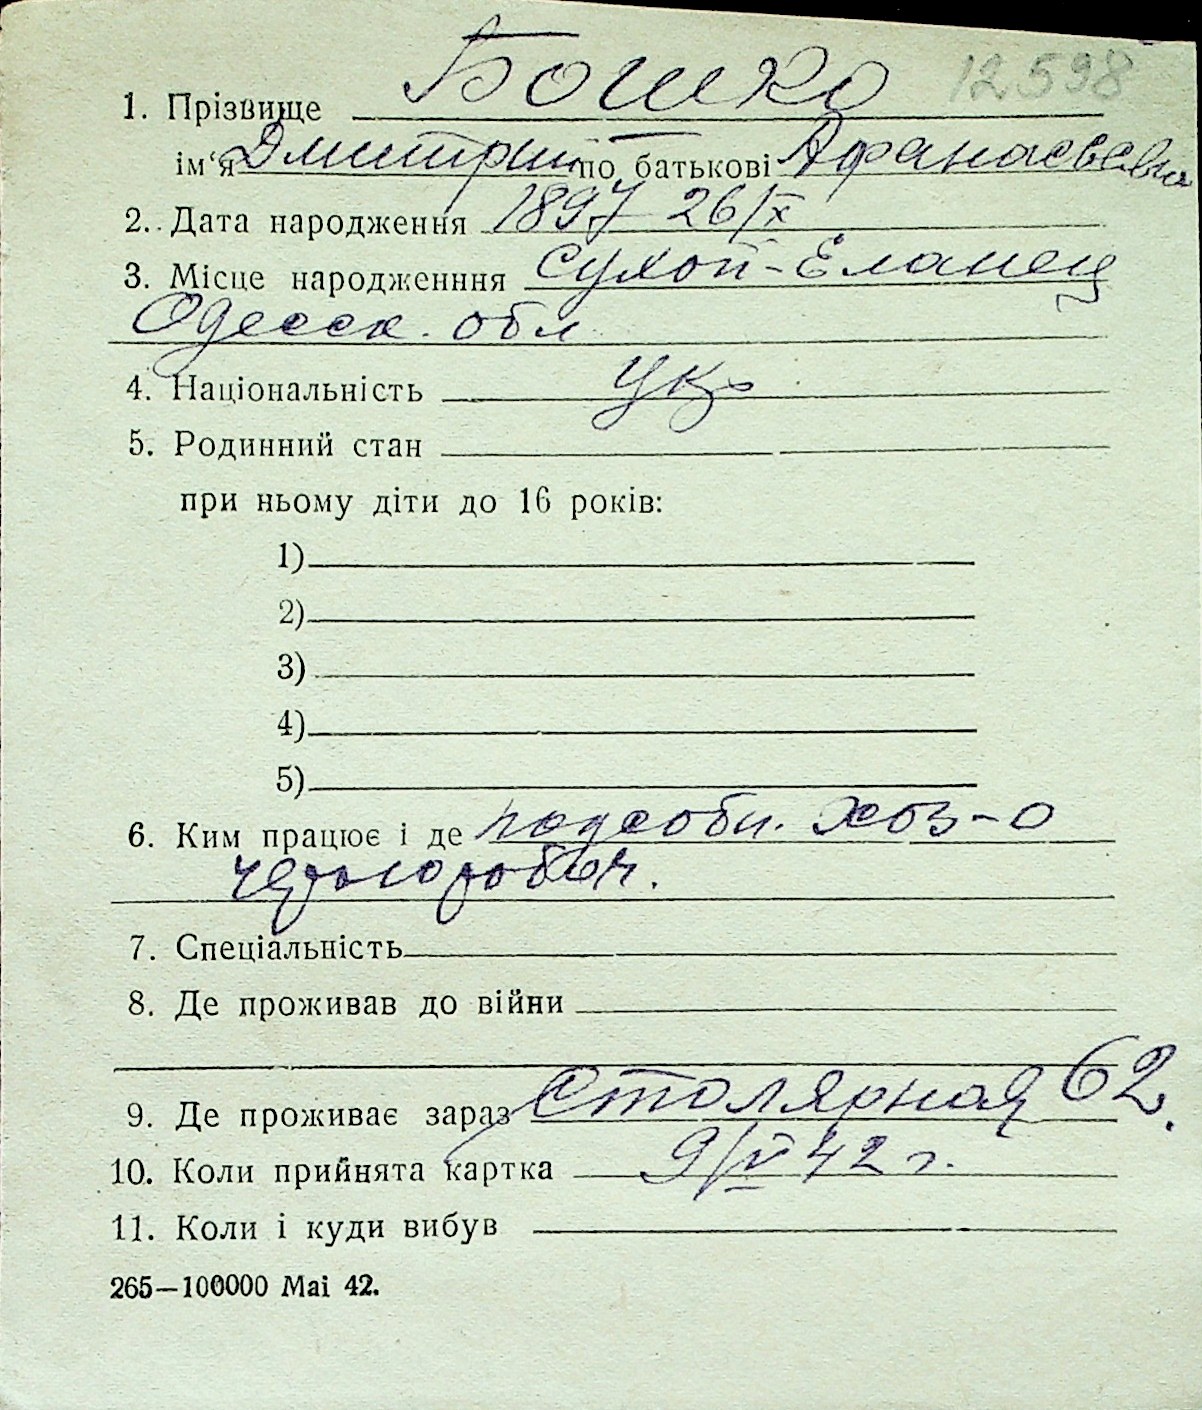 12598
1. Прізвище Бошко
ім'я Дмитрий по батькові Афанасьевич
2. Дата народження 1897 26/X
3. Місце народженння Сухой-Еланец
Одесск. обл
4. Національність Укр
5. Родинний стан
при ньому діти до 16 років:
1)
2)
3)
4)
5)
6. Ким працює і де подсобн. хоз-о
чернорабоч.
7. Спеціальність
8. Де проживав до війни
9. Де проживає зараз Столярная 62.
10. Коли прийнята картка 9/V 42 г.
11. Коли і куди вибув
265—100000 Mai 42.